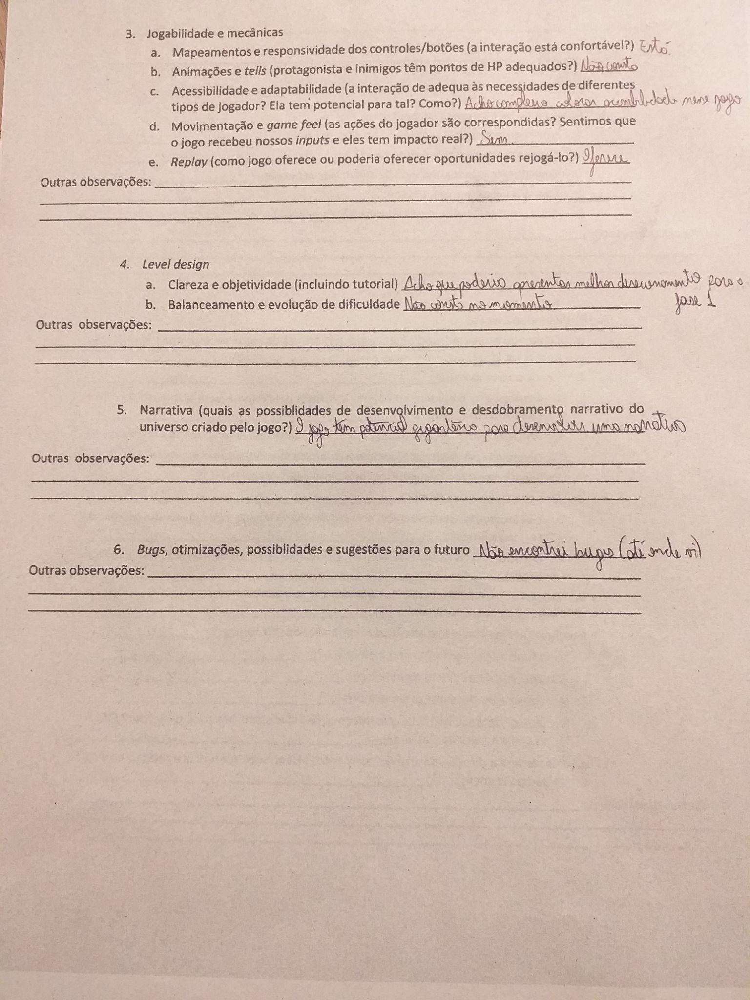 3. Jogabilidade e mecânicas
a. Mapeamentos e responsividade dos controles/botões (a interação está confortável?) Está.
b. Animações e tells (protagonista e inimigos têm pontos de HP adequados?) Não consta
c. Acessibilidade e adaptabilidade (a interação de adequa às necessidades de diferentes
tipos de jogador? Ela tem potencial para tal? Como?) Acho complexo colocar acessibilidade nesse jogo
d. Movimentação e game feel (as ações do jogador são correspondidas? Sentimos que
o jogo recebeu nossos inputs e eles tem impacto real?) Sim.
e. Replay (como jogo oferece ou poderia oferecer oportunidades rejogá-lo?) Oferece
Outras observações:
4. Level design
a. Clareza e objetividade (incluindo tutorial) Acho que poderia apresentar melhor direcionamento para a
fase 1
b. Balanceamento e evolução de dificuldade Não consta no momento
Outras observações:
5. Narrativa (quais as possiblidades de desenvolvimento e desdobramento narrativo do
universo criado pelo jogo?) O jogo tem potencial gigantesco para desenvolver uma narrativa
Outras observações:
6. Bugs, otimizações, possiblidades e sugestões para o futuro Não encontrei bugs (até onde vi)
Outras observações: